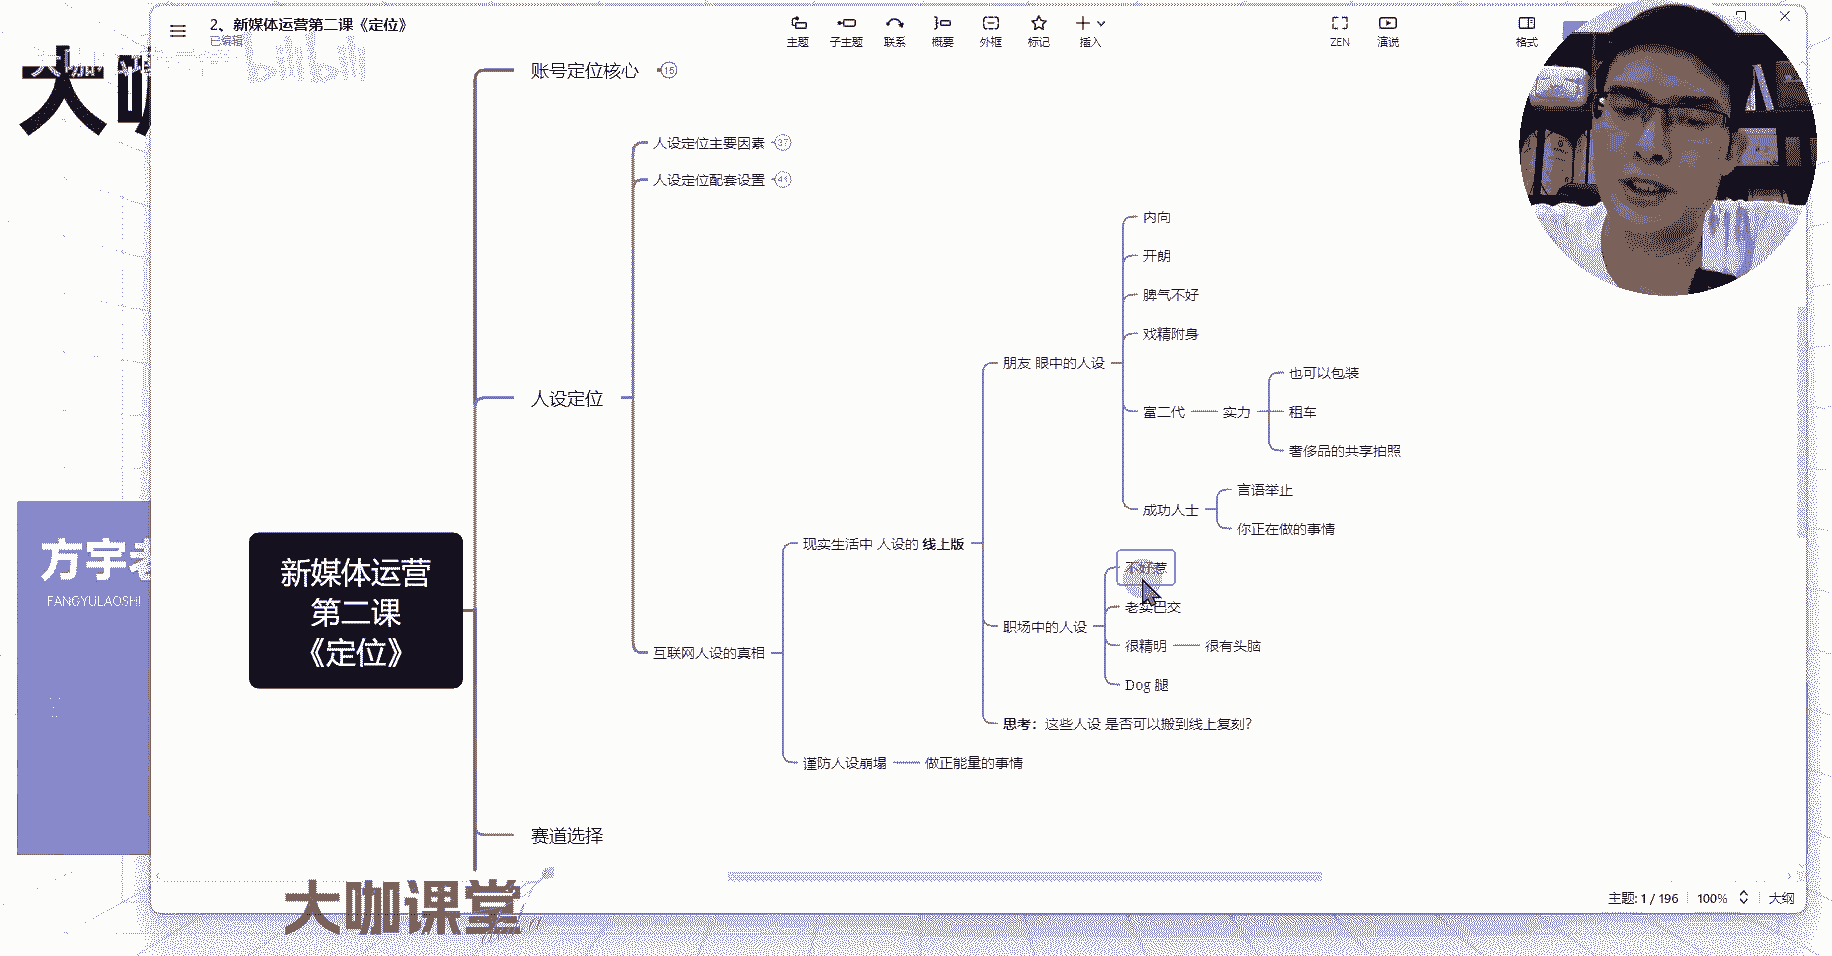 2、新媒体运营第二课《定位》
已编辑
主题
子主题
联系
概要
外框
标记
插入
ZEN
演说
格式
大咖
bilibili
账号定位核心 15
人设定位主要因素 37
人设定位配套设置
人设定位
内向
开朗
脾气不好
戏精附身
朋友 眼中的人设
富二代
实力
也可以包装
租车
奢侈品的共享拍照
成功人士
言语举止
你正在做的事情
现实生活中 人设的 线上版
不好惹
老实巴交
职场中的人设
很精明
很有头脑
Dog 腿
思考：这些人设 是否可以搬到线上复刻？
互联网人设的真相
谨防人设崩塌
做正能量的事情
新媒体运营
第二课
《定位》
赛道选择
方宇老
FANGYULAOSHI
大咖课堂
主题: 1 / 196
100%
大纲